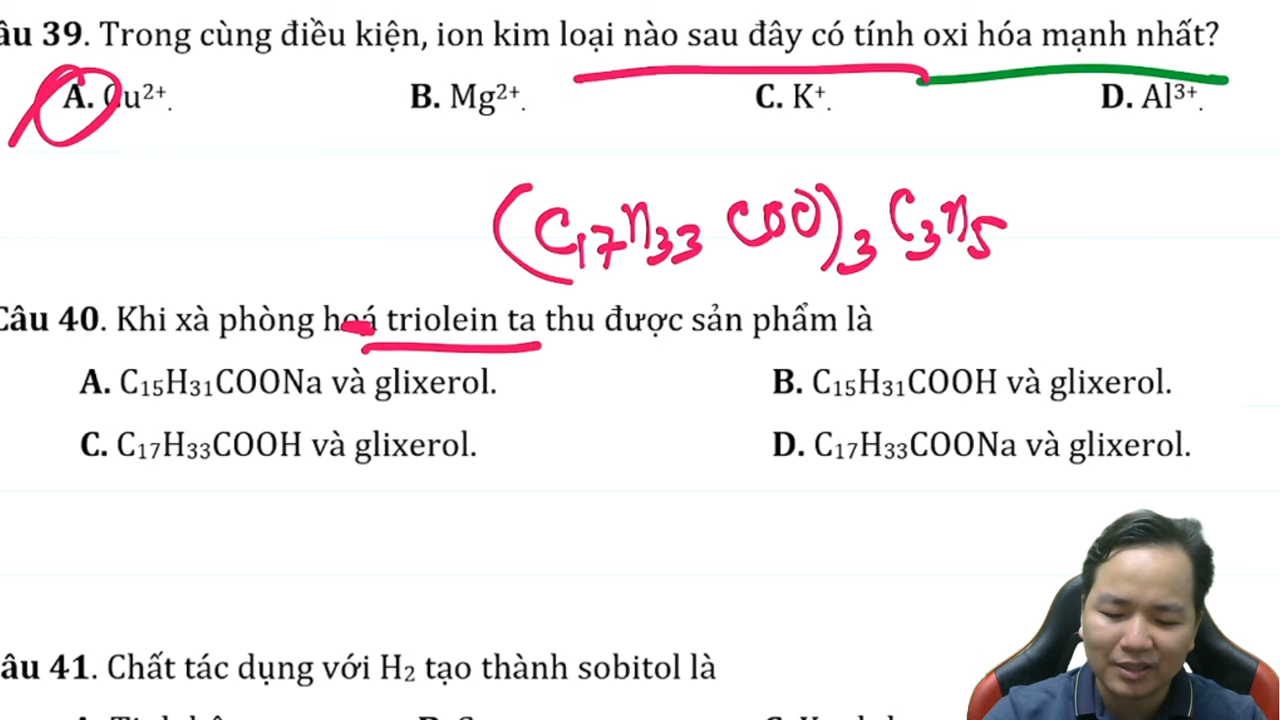 âu 39. Trong cùng điều kiện, ion kim loại nào sau đây có tính oxi hóa mạnh nhất?
A. Cu²⁺. B. Mg²⁺. C. K⁺. D. Al³⁺.
(C₁₇H₃₃COO)₃C₃H₅
Câu 40. Khi xà phòng hoá triolein ta thu được sản phẩm là
A. C₁₅H₃₁COONa và glixerol. B. C₁₅H₃₁COOH và glixerol.
C. C₁₇H₃₃COOH và glixerol. D. C₁₇H₃₃COONa và glixerol.
âu 41. Chất tác dụng với H₂ tạo thành sobitol là